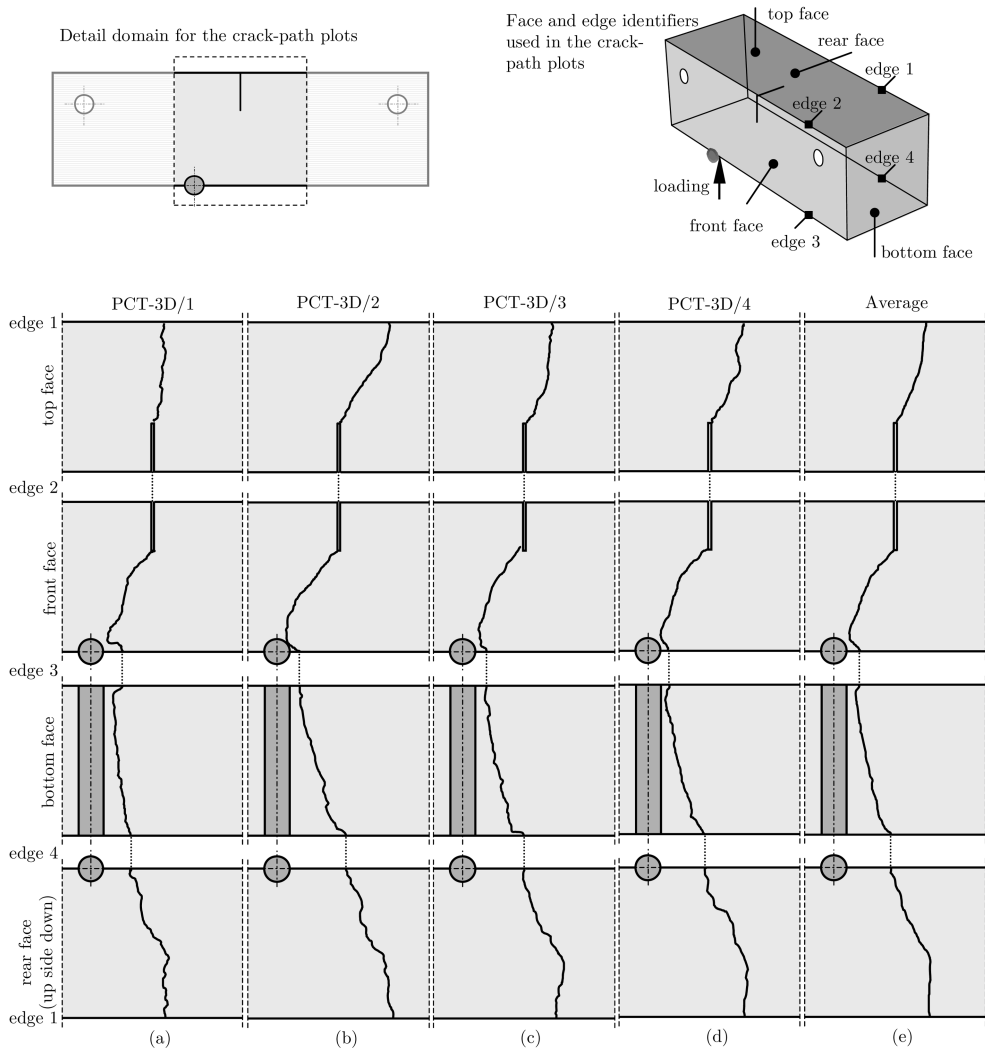 Detail domain for the crack-path plots
Face and edge identifiers
used in the crack-
path plots
top face
rear face
edge 1
edge 2
edge 4
loading
front face
edge 3
bottom face
PCT-3D/1
PCT-3D/2
PCT-3D/3
PCT-3D/4
Average
edge 1
top face
edge 2
front face
edge 3
bottom face
edge 4
rear face
(up side down)
edge 1
(a)
(b)
(c)
(d)
(e)